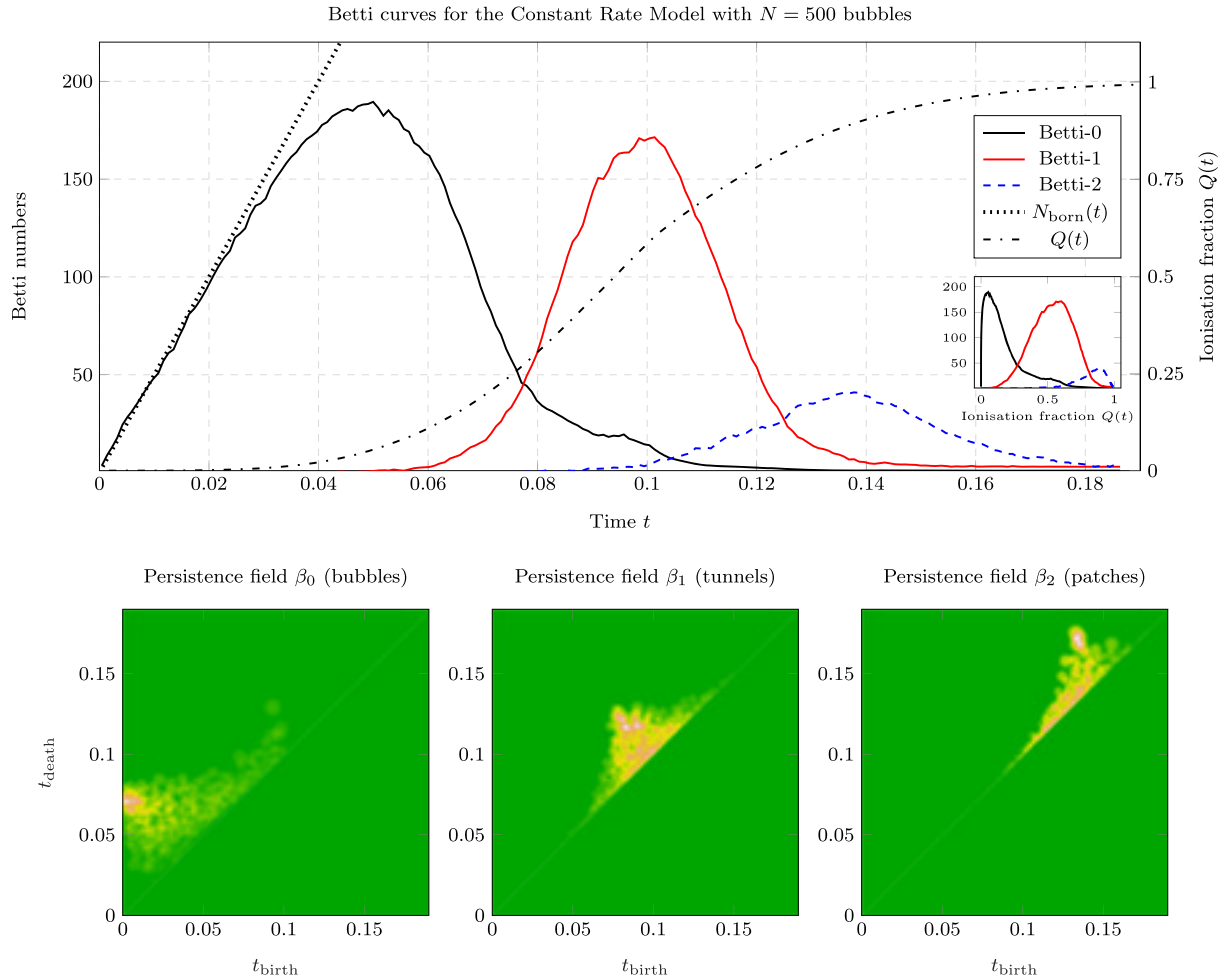 Betti curves for the Constant Rate Model with N = 500 bubbles
Betti numbers
200
150
100
50
1
0.75
0.5
0.25
0
Ionisation fraction Q(t)
Betti-0
Betti-1
Betti-2
N_born(t)
Q(t)
200
150
100
50
0 0.5 1
Ionisation fraction Q(t)
0 0.02 0.04 0.06 0.08 0.1 0.12 0.14 0.16 0.18
Time t
Persistence field β₀ (bubbles)
Persistence field β₁ (tunnels)
Persistence field β₂ (patches)
t_death
0.15
0.1
0.05
0
0 0.05 0.1 0.15
t_birth
0.15
0.1
0.05
0
0 0.05 0.1 0.15
t_birth
0.15
0.1
0.05
0
0 0.05 0.1 0.15
t_birth